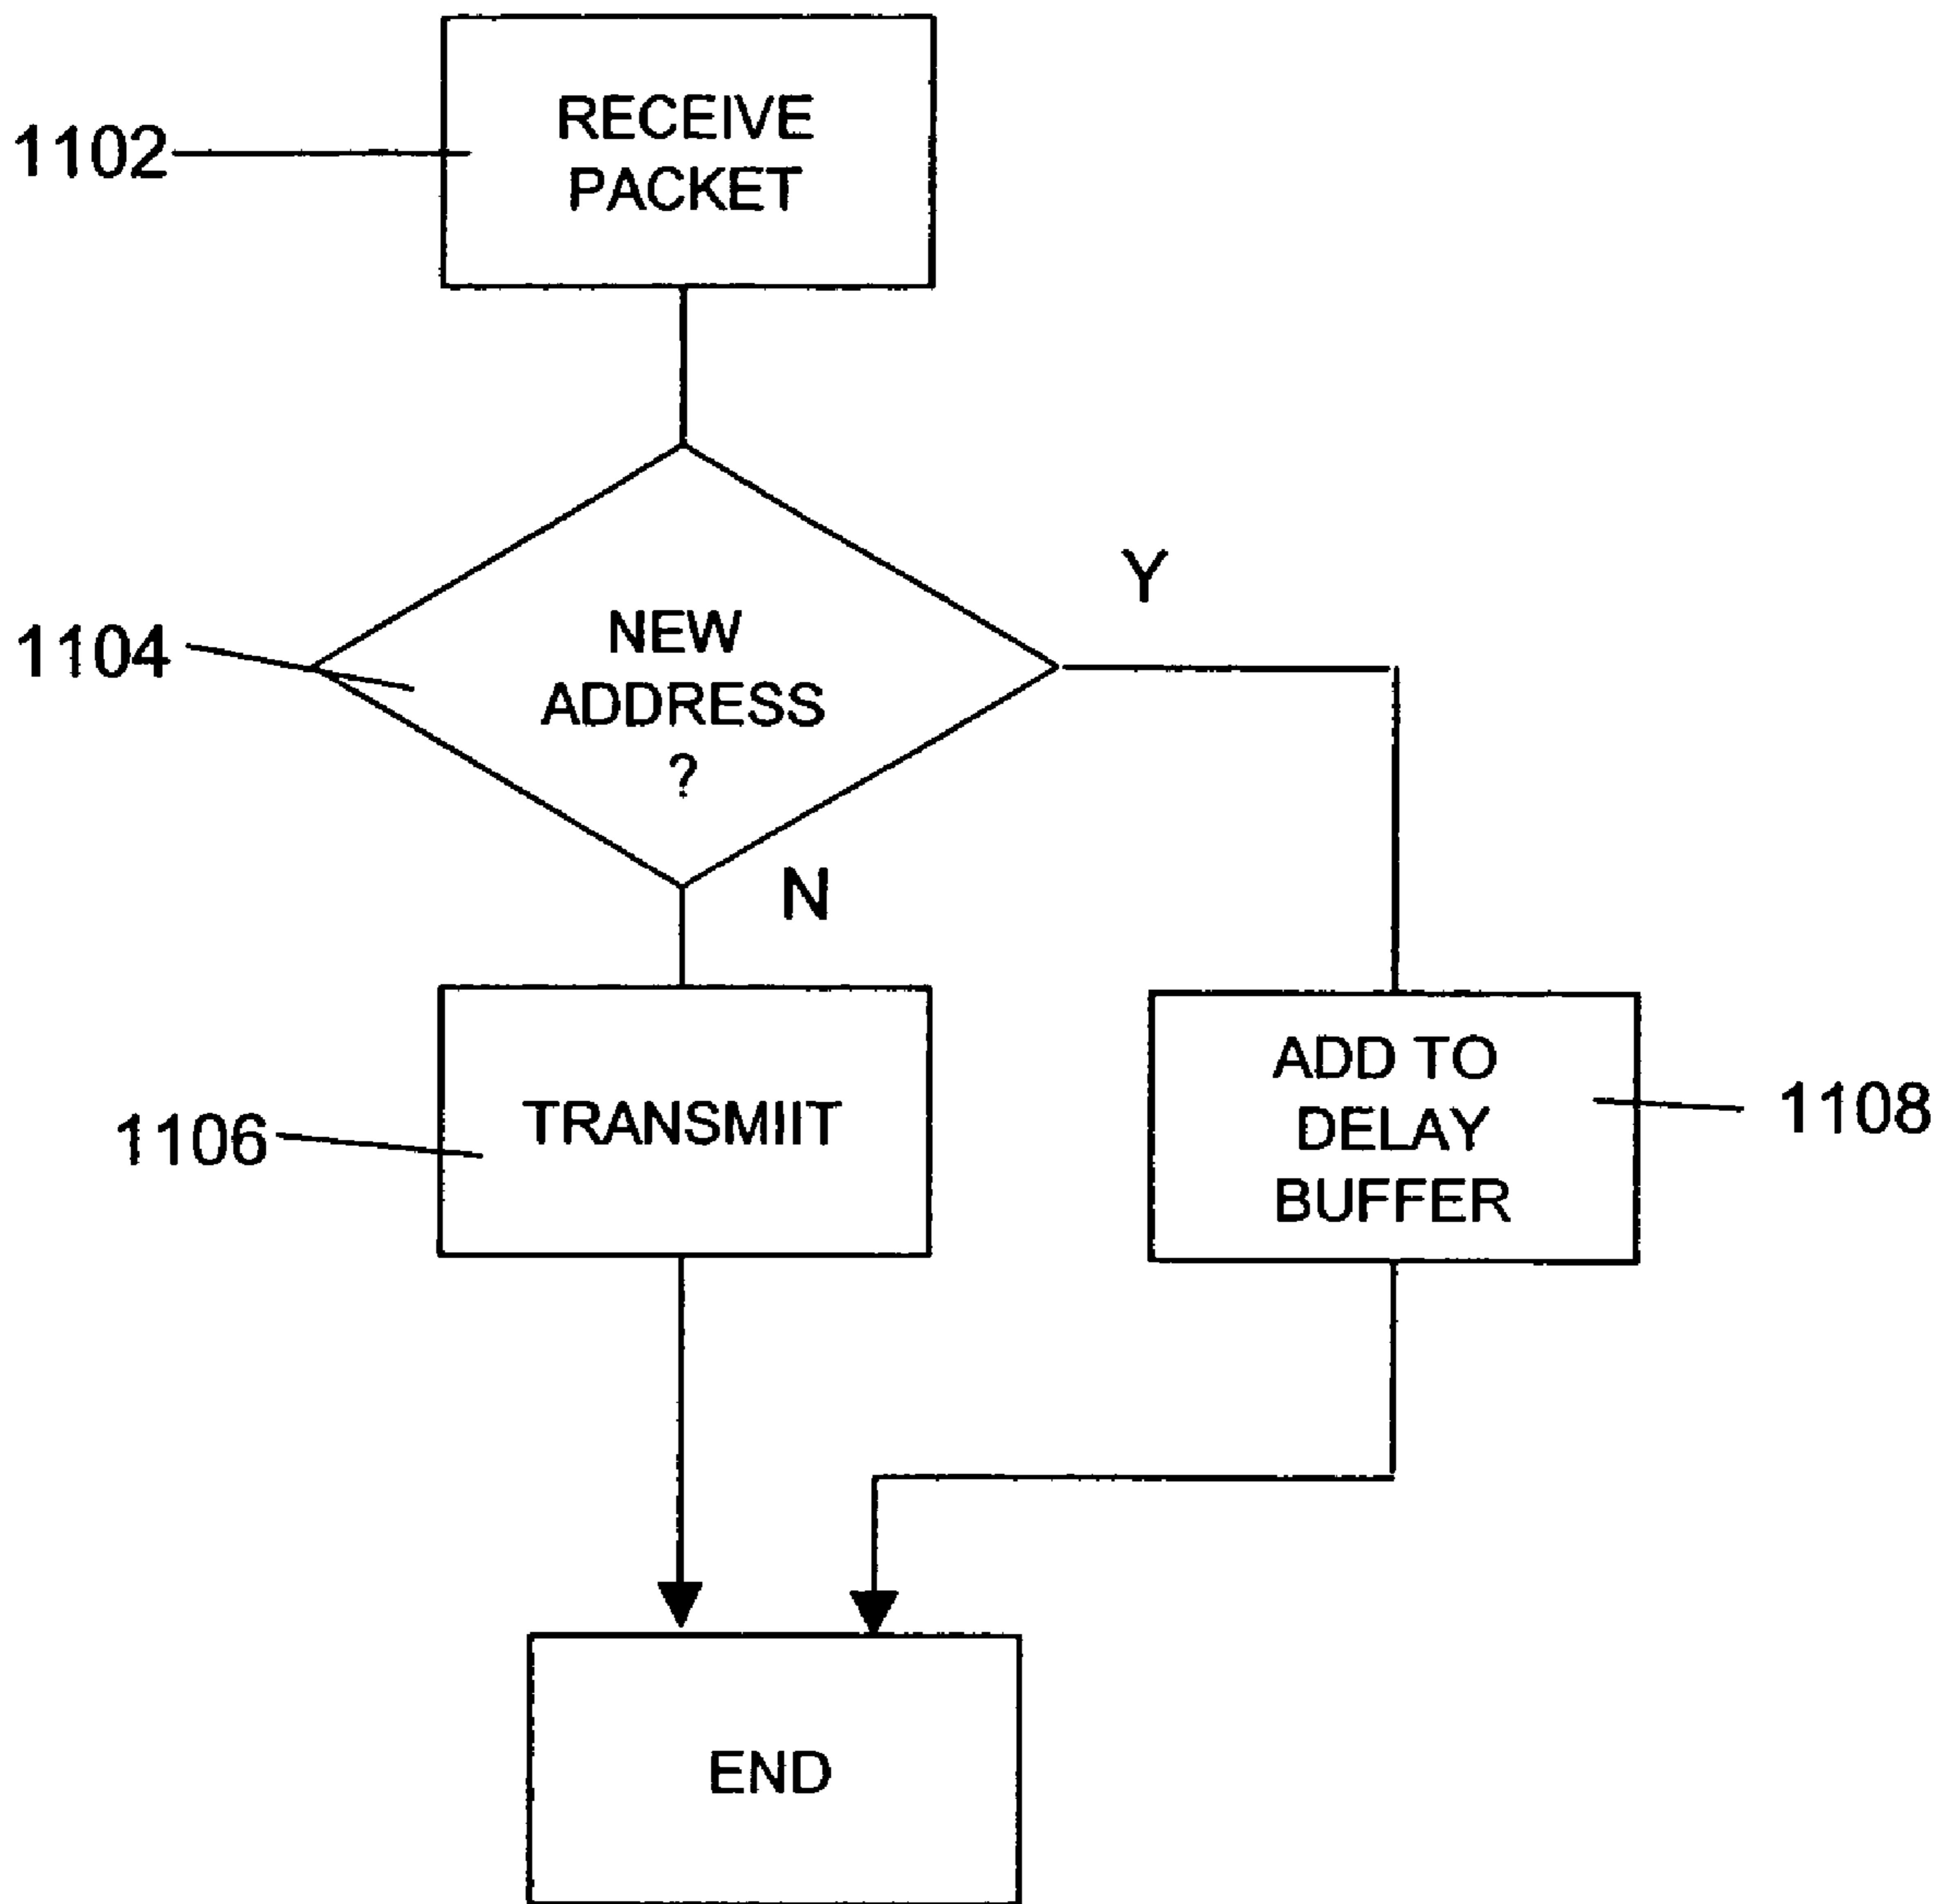 1102
RECEIVE
PACKET
1104
NEW
ADDRESS
?
Y
N
1106
TRANSMIIT
ADD TO
DELAY
BUFFER
1108
END